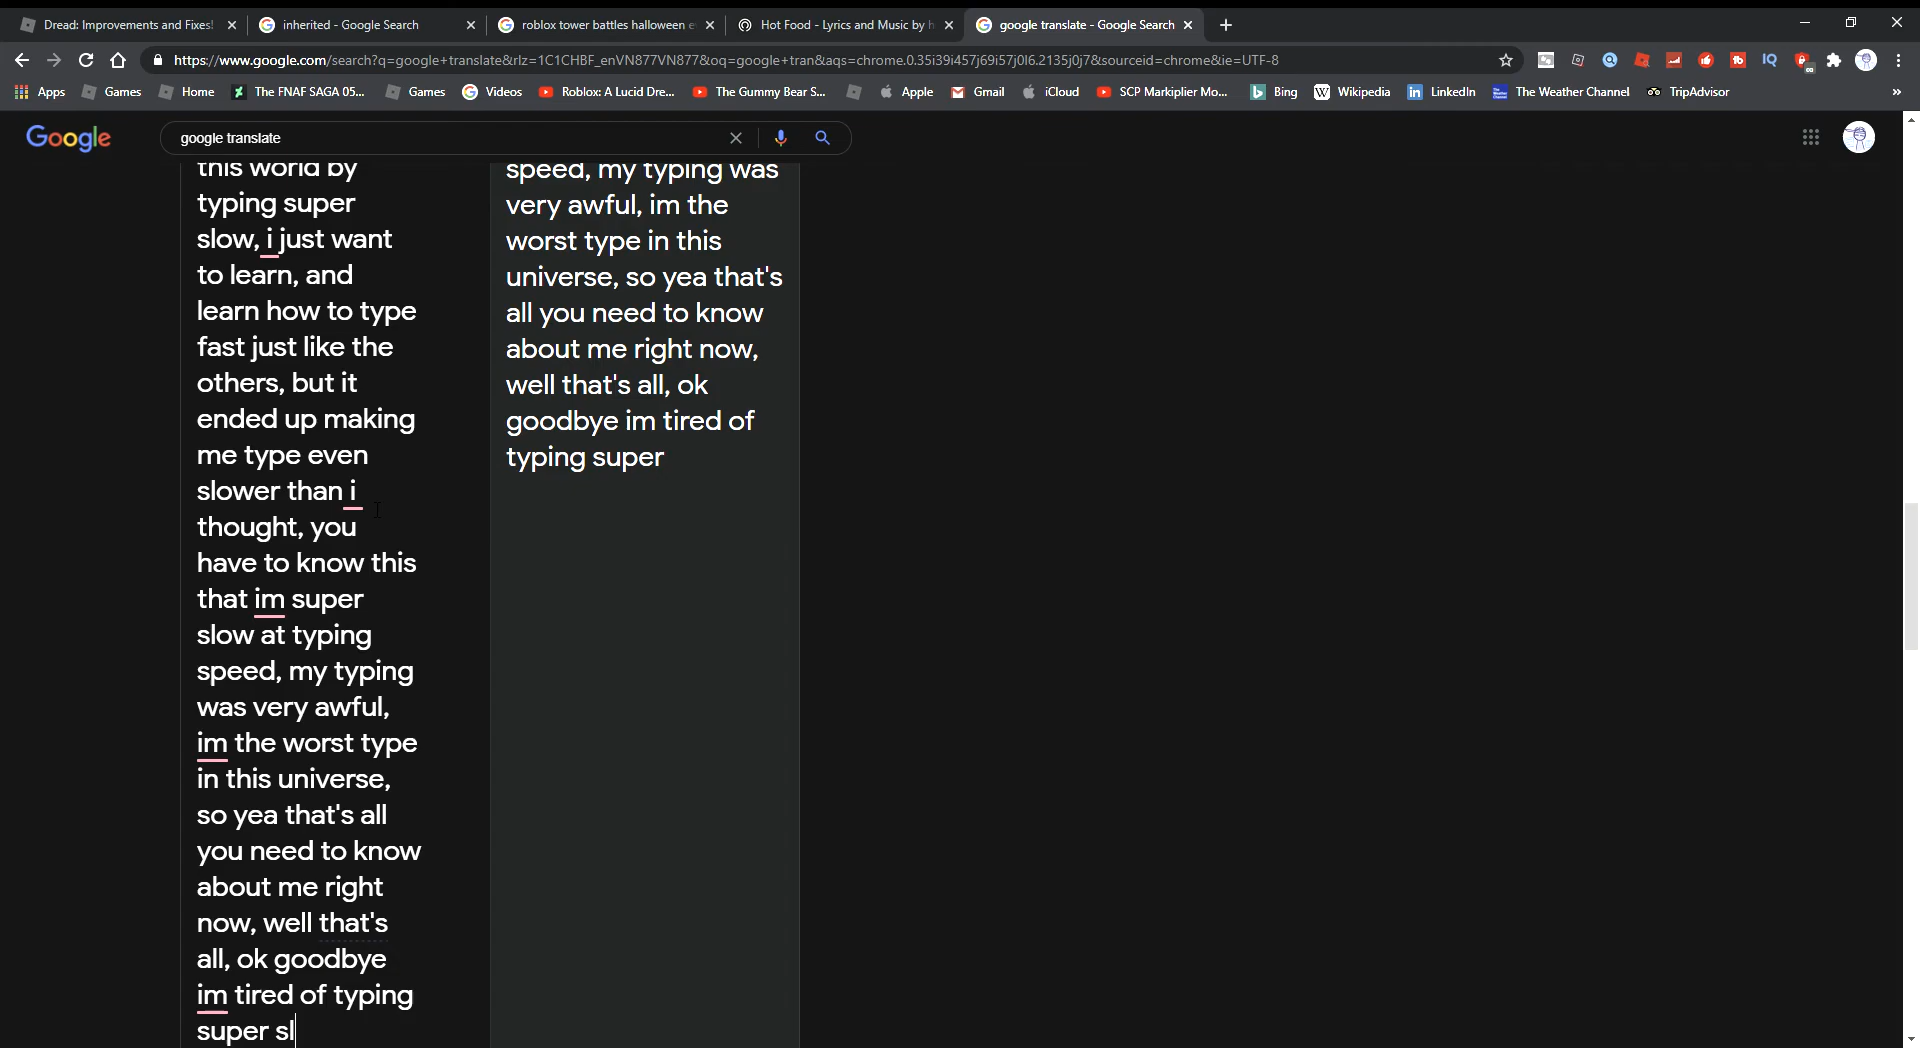 Dread: Improvements and Fixes!
inherited - Google Search
roblox tower battles halloween e
Hot Food - Lyrics and Music by h
google translate - Google Search
https://www.google.com/search?q=google+translate&rlz=1C1CHBF_enVN877VN877&oq=google+tran&aqs=chrome.0.35i39i457j69i57j0l6.2135j0j7&sourceid=chrome&ie=UTF-8
Apps
Games
Home
The FNAF SAGA 05...
Games
Videos
Roblox: A Lucid Dre...
The Gummy Bear S...
Apple
Gmail
iCloud
SCP Markiplier Mo...
Bing
Wikipedia
LinkedIn
The Weather Channel
TripAdvisor
Google
google translate
this world by
typing super
slow, i just want
to learn, and
learn how to type
fast just like the
others, but it
ended up making
me type even
slower than i
thought, you
have to know this
that im super
slow at typing
speed, my typing
was very awful,
im the worst type
in this universe,
so yea that's all
you need to know
about me right
now, well that's
all, ok goodbye
im tired of typing
super sl
speed, my typing was
very awful, im the
worst type in this
universe, so yea that's
all you need to know
about me right now,
well that's all, ok
goodbye im tired of
typing super